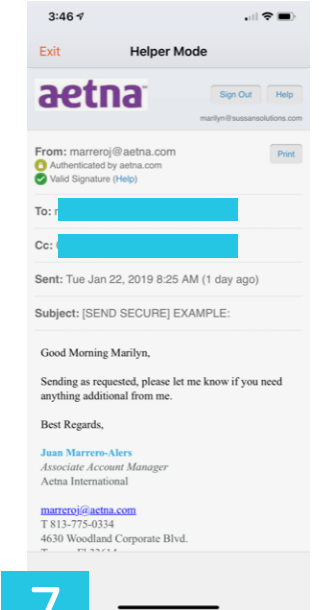 3:46
Exit Helper Mode
aetna
Sign Out Help
marilyn@sussansolutions.com
From: marreroj@aetna.com
Print
Authenticated by aetna.com
Valid Signature (Help)
To:
Cc:
Sent: Tue Jan 22, 2019 8:25 AM (1 day ago)
Subject: [SEND SECURE] EXAMPLE:
Good Morning Marilyn,
Sending as requested, please let me know if you need
anything additional from me.
Best Regards,
Juan Marrero-Alers
Associate Account Manager
Aetna International
marreroj@aetna.com
T 813-775-0334
4630 Woodland Corporate Blvd.
7